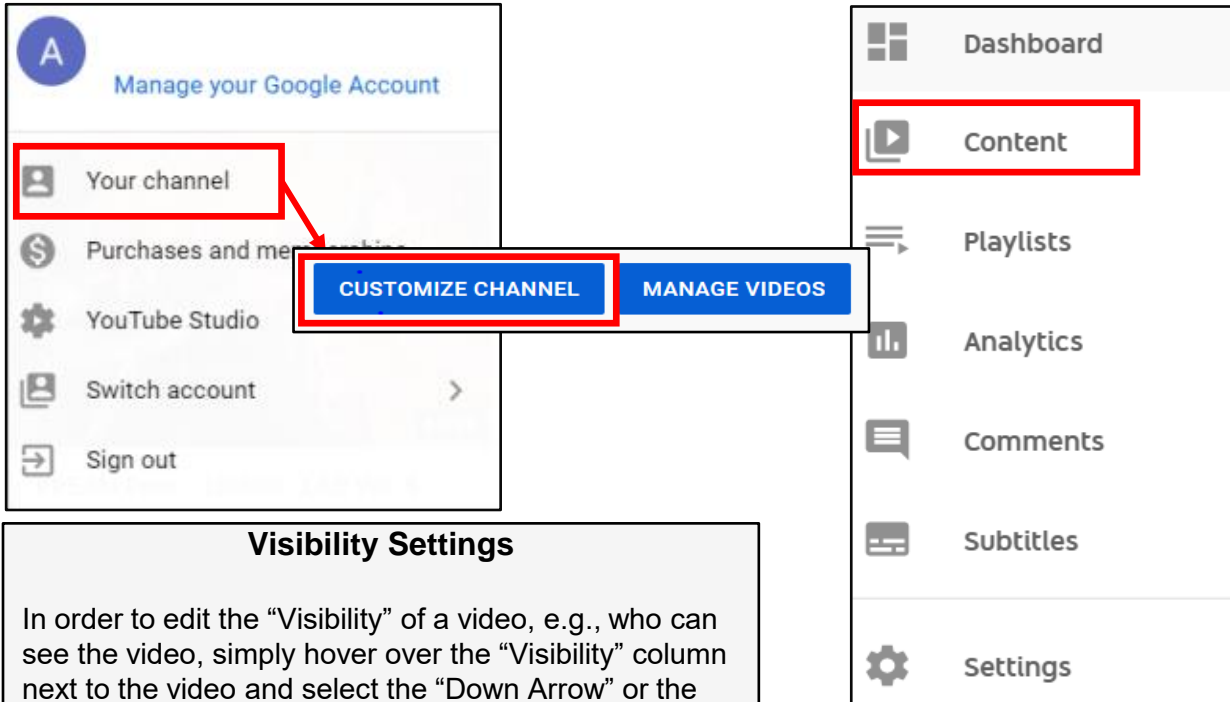 A
Manage your Google Account
Your channel
Purchases and
YouTube Studio
Switch account
Sign out
CUSTOMIZE CHANNEL
MANAGE VIDEOS
Visibility Settings
In order to edit the “Visibility” of a video, e.g., who can
see the video, simply hover over the “Visibility” column
next to the video and select the “Down Arrow” or the
Dashboard
Content
Playlists
Analytics
Comments
Subtitles
Settings